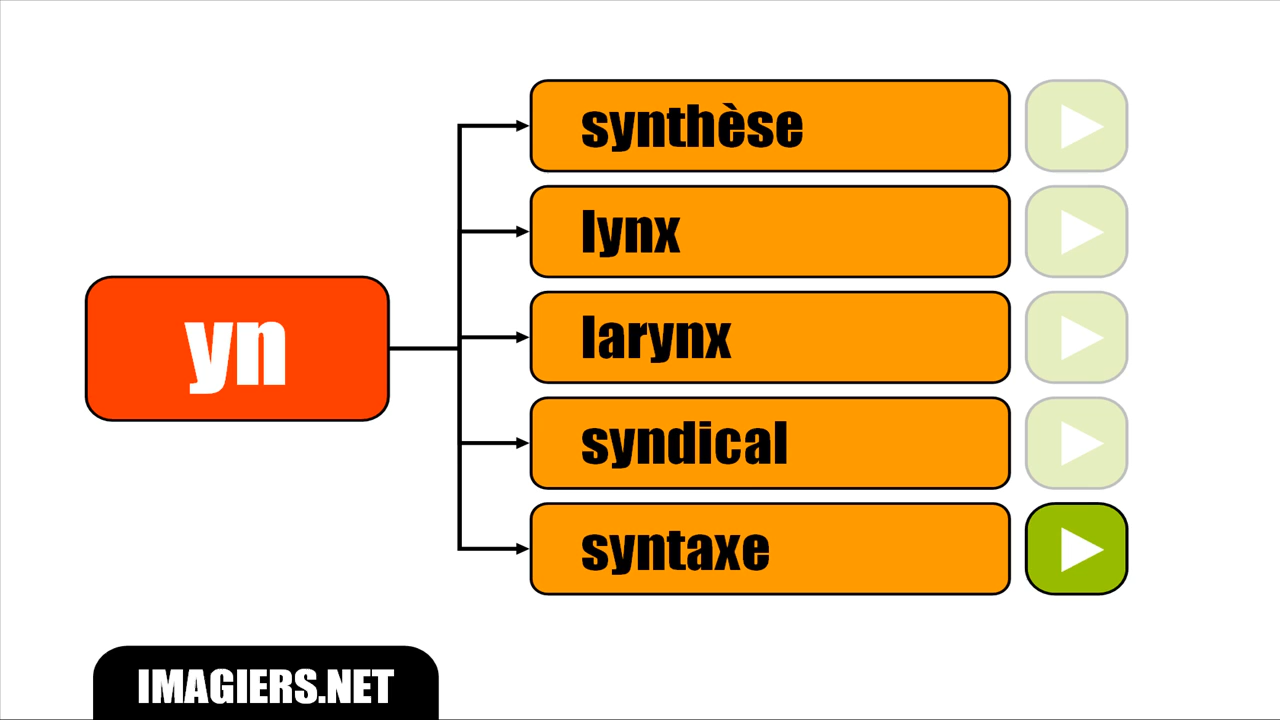 synthèse
lynx
larynx
yn
syndical
syntaxe
IMAGIERS.NET